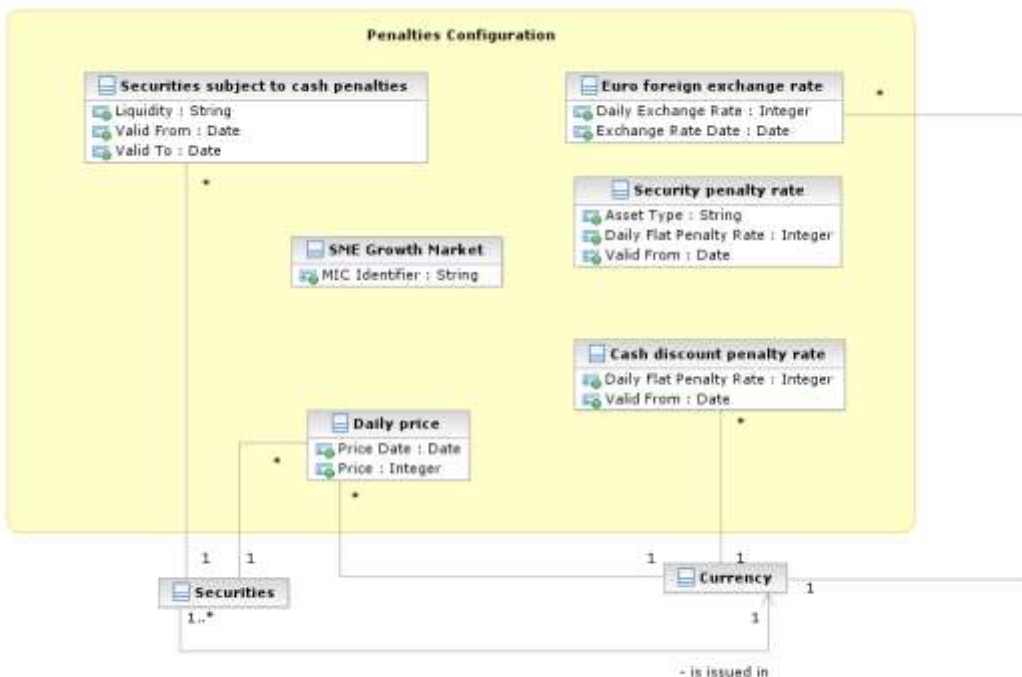 Penalties Configuration
Securities subject to cash penalties
Liquidity : String
Valid From : Date
Valid To : Date
*
Euro foreign exchange rate
Daily Exchange Rate : Integer
Exchange Rate Date : Date
*
Security penalty rate
Asset Type : String
Daily Flat Penalty Rate : Integer
Valid From : Date
SME Growth Market
MIC Identifier : String
Cash discount penalty rate
Daily Flat Penalty Rate : Integer
Valid From : Date
*
Daily price
Price Date : Date
Price : Integer
*
*
1
1
1
1
Securities
Currency
1
1..*
1
- is issued in